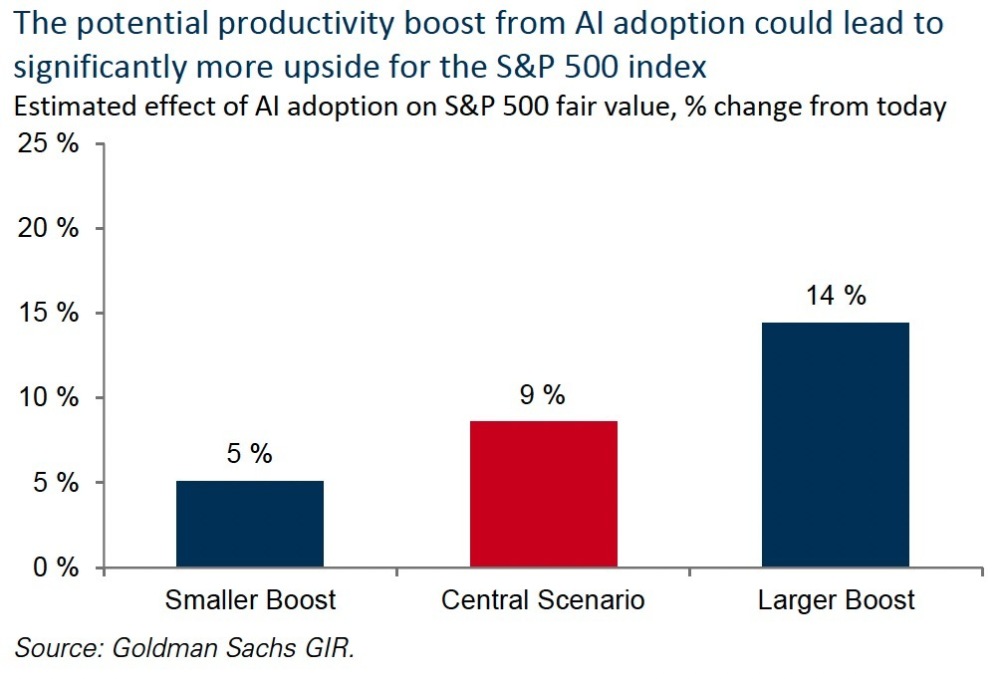 The potential productivity boost from AI adoption could lead to
significantly more upside for the S&P 500 index
Estimated effect of AI adoption on S&P 500 fair value, % change from today
25 %
20 %
15 %
10 %
5 %
0 %
5 %
9 %
14 %
Smaller Boost
Central Scenario
Larger Boost
Source: Goldman Sachs GIR.